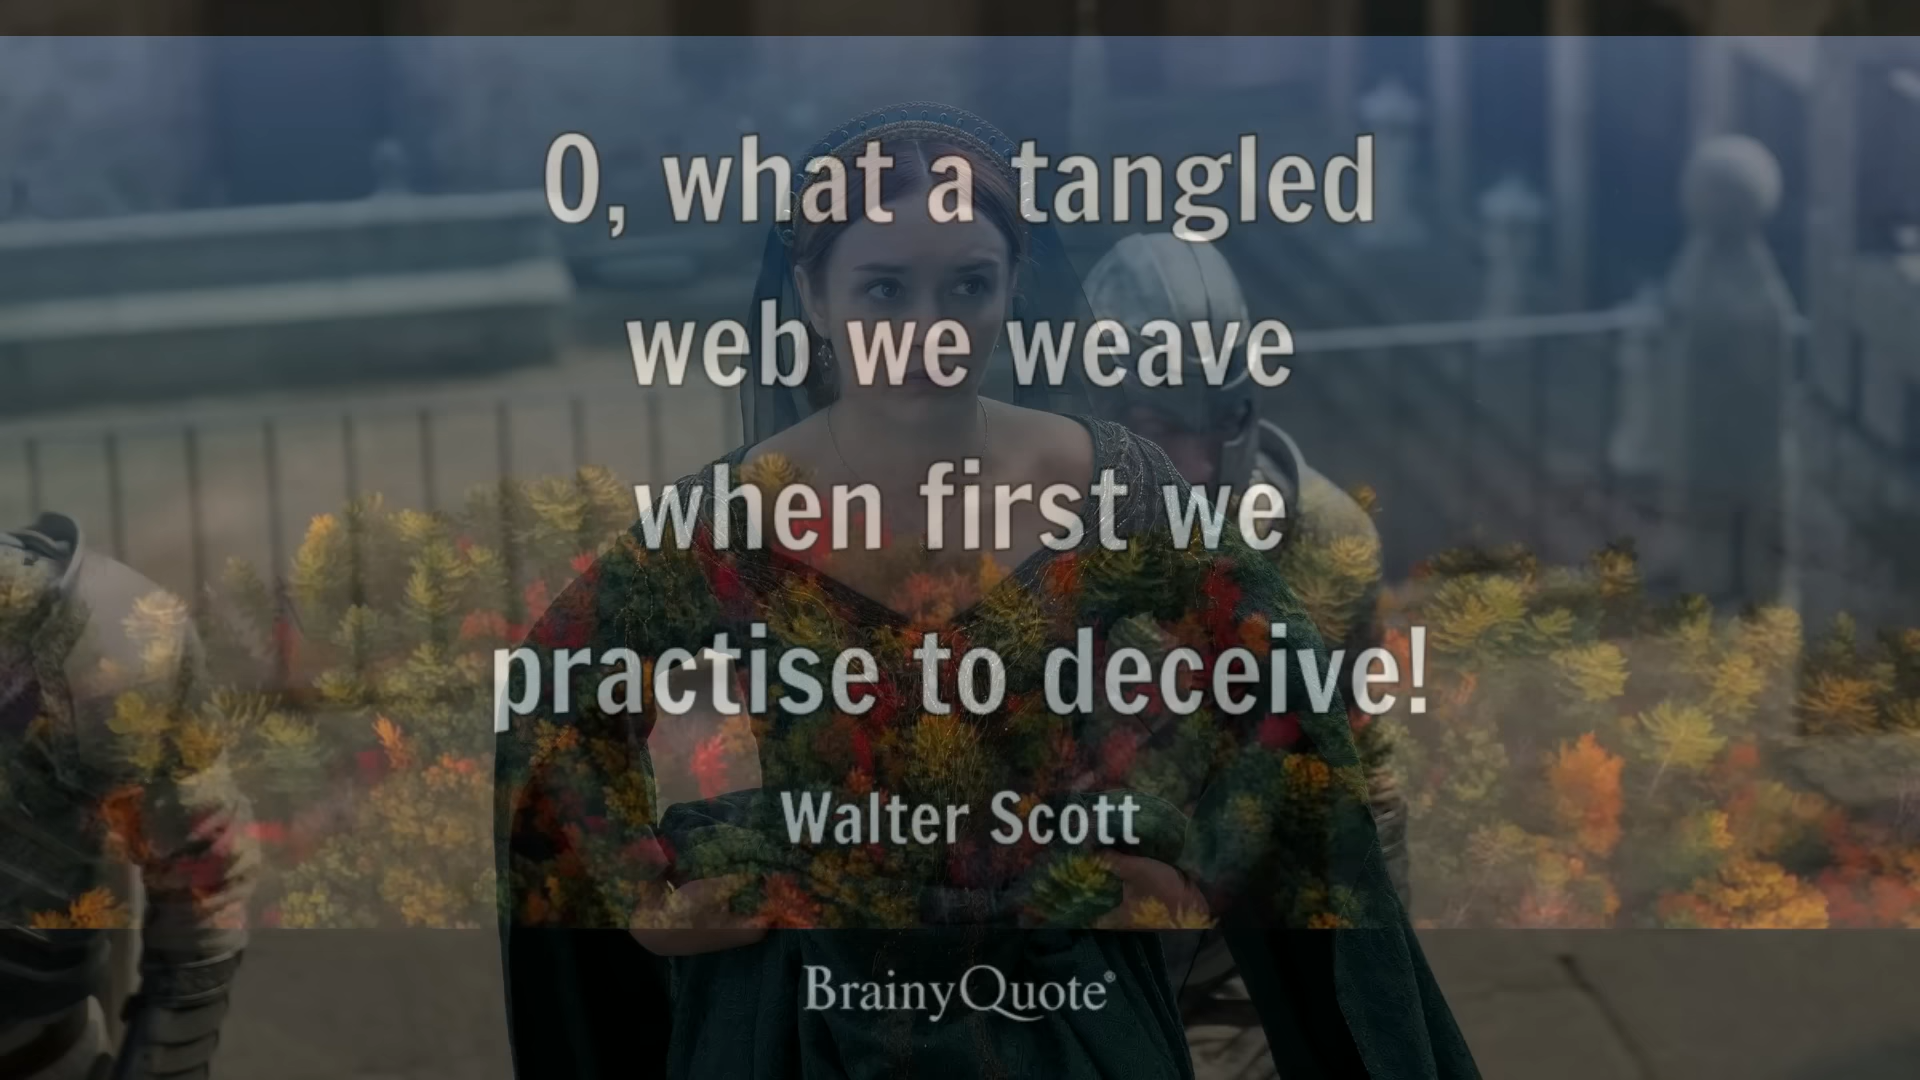 O, what a tangled
web we weave
when first we
practise to deceive!
Walter Scott
BrainyQuote®